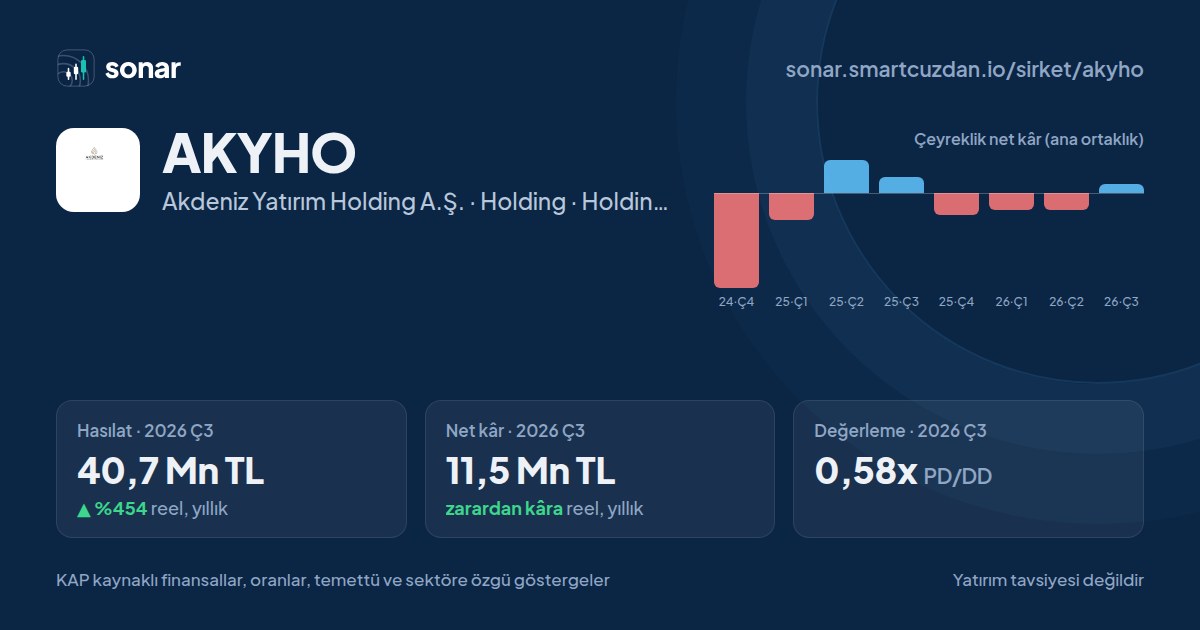 sonar
sonar.smartcuzdan.io/sirket/akyho
AKYHO
Akdeniz Yatırım Holding A.Ş. · Holding · Holdin...
Çeyreklik net kâr (ana ortaklık)
24·Ç4 25·Ç1 25·Ç2 25·Ç3 25·Ç4 26·Ç1 26·Ç2 26·Ç3
Hasılat · 2026 Ç3
40,7 Mn TL
▲ %454 reel, yıllık
Net kâr · 2026 Ç3
11,5 Mn TL
zarardan kâra reel, yıllık
Değerleme · 2026 Ç3
0,58x PD/DD
KAP kaynaklı finansallar, oranlar, temettü ve sektöre özgü göstergeler
Yatırım tavsiyesi değildir